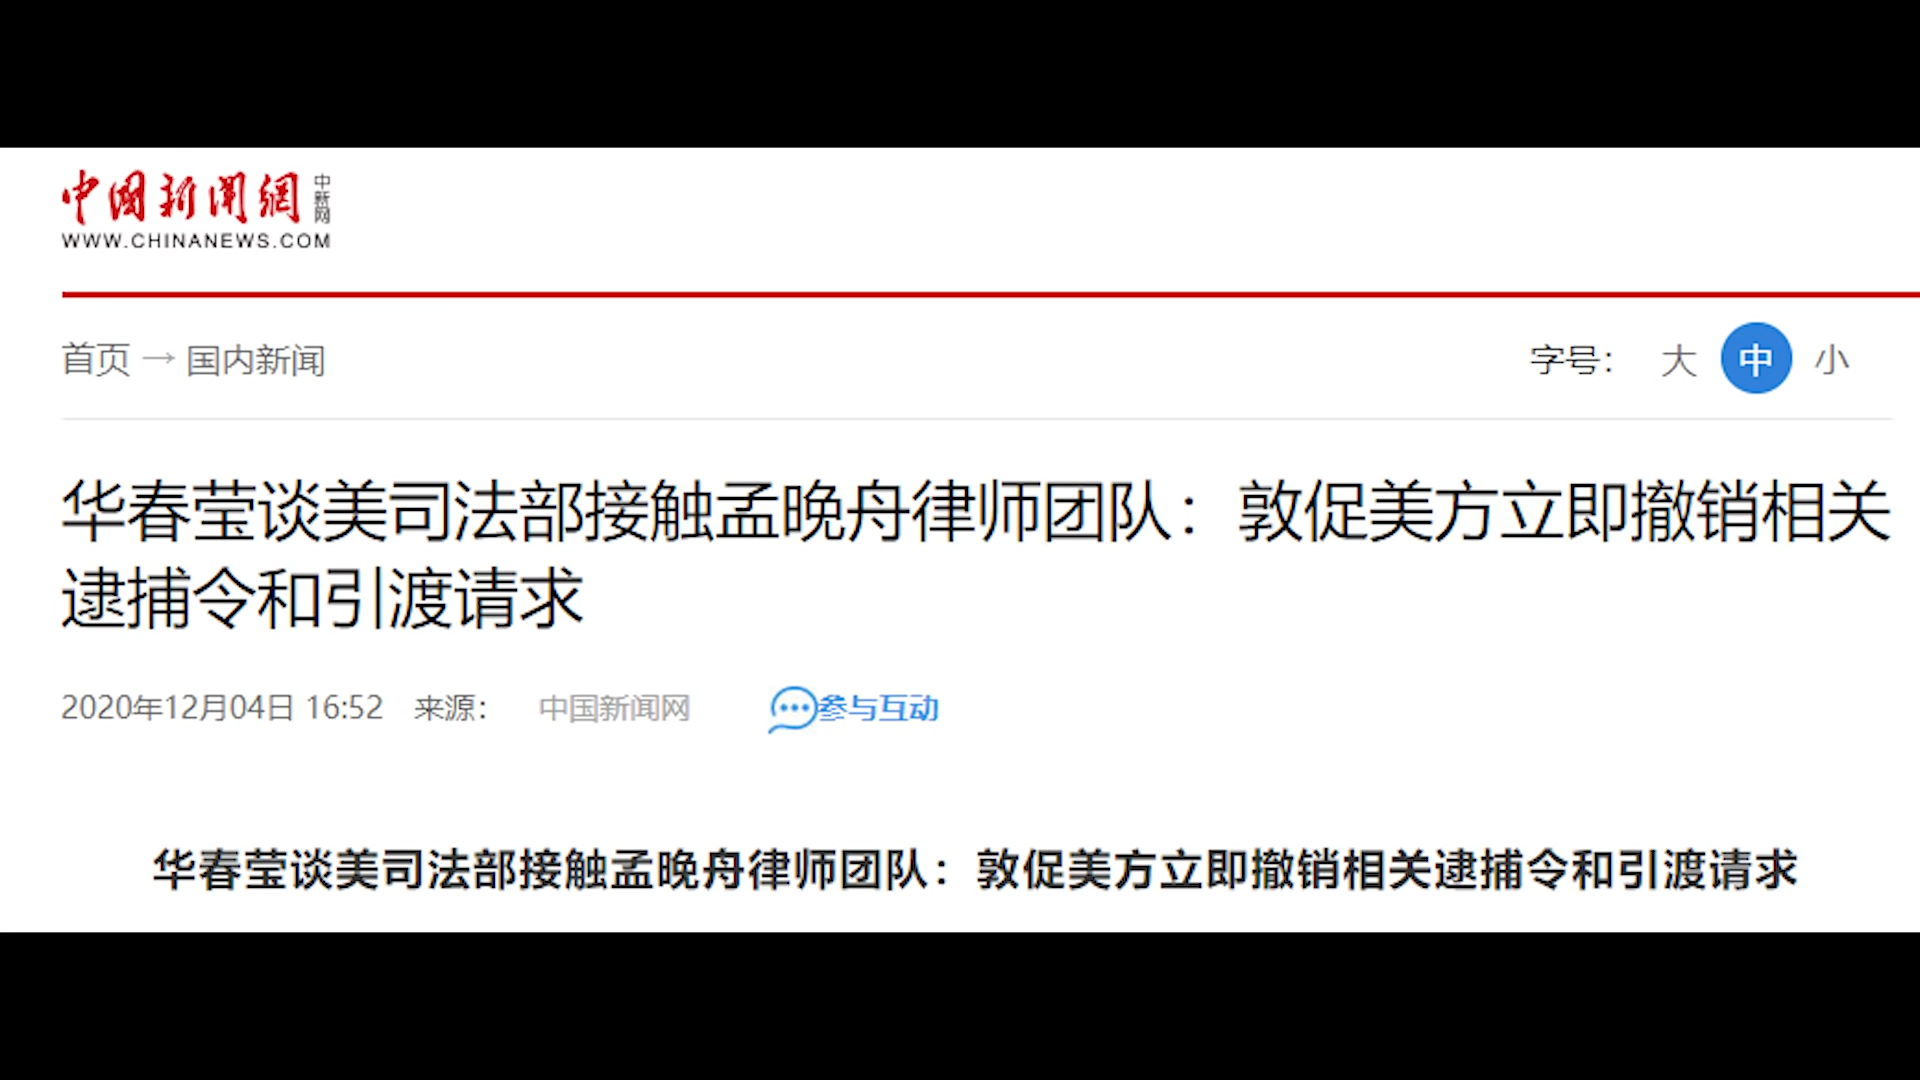 中国新闻網
中新网
WWW.CHINANEWS.COM
首页 → 国内新闻
字号： 大 中 小
华春莹谈美司法部接触孟晚舟律师团队：敦促美方立即撤销相关
逮捕令和引渡请求
2020年12月04日 16:52 来源： 中国新闻网 参与互动
华春莹谈美司法部接触孟晚舟律师团队：敦促美方立即撤销相关逮捕令和引渡请求